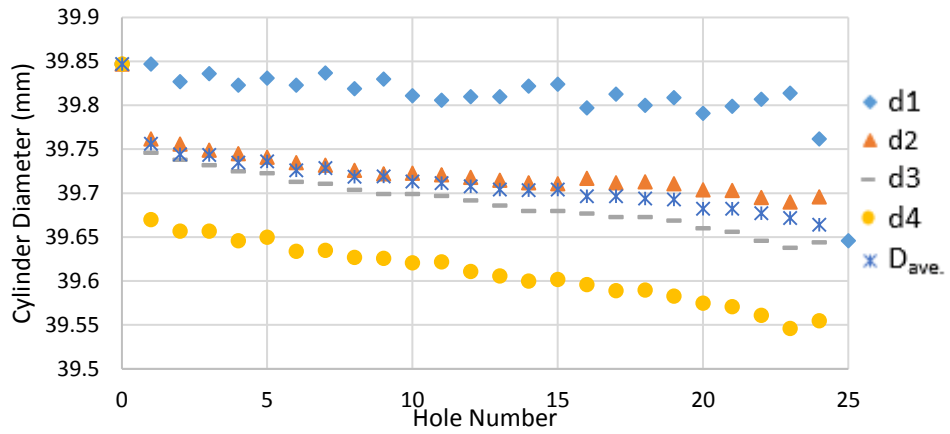 Cylinder Diameter (mm)
39.9
39.85
39.8
39.75
39.7
39.65
39.6
39.55
39.5
0 5 10 15 20 25
Hole Number
d1
d2
d3
d4
Dave.